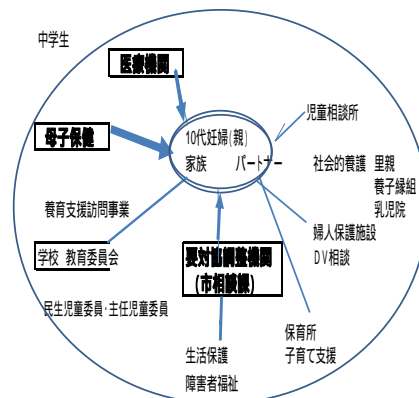 中学生
医療機関
児童相談所
母子保健
10代妊婦(親)
家族 パートナー
社会的養護 里親
養子縁組
乳児院
養育支援訪問事業
婦人保護施設
DV相談
学校 教育委員会
要対協調整機関
(市相談課)
民生児童委員・主任児童委員
保育所
子育て支援
生活保護
障害者福祉